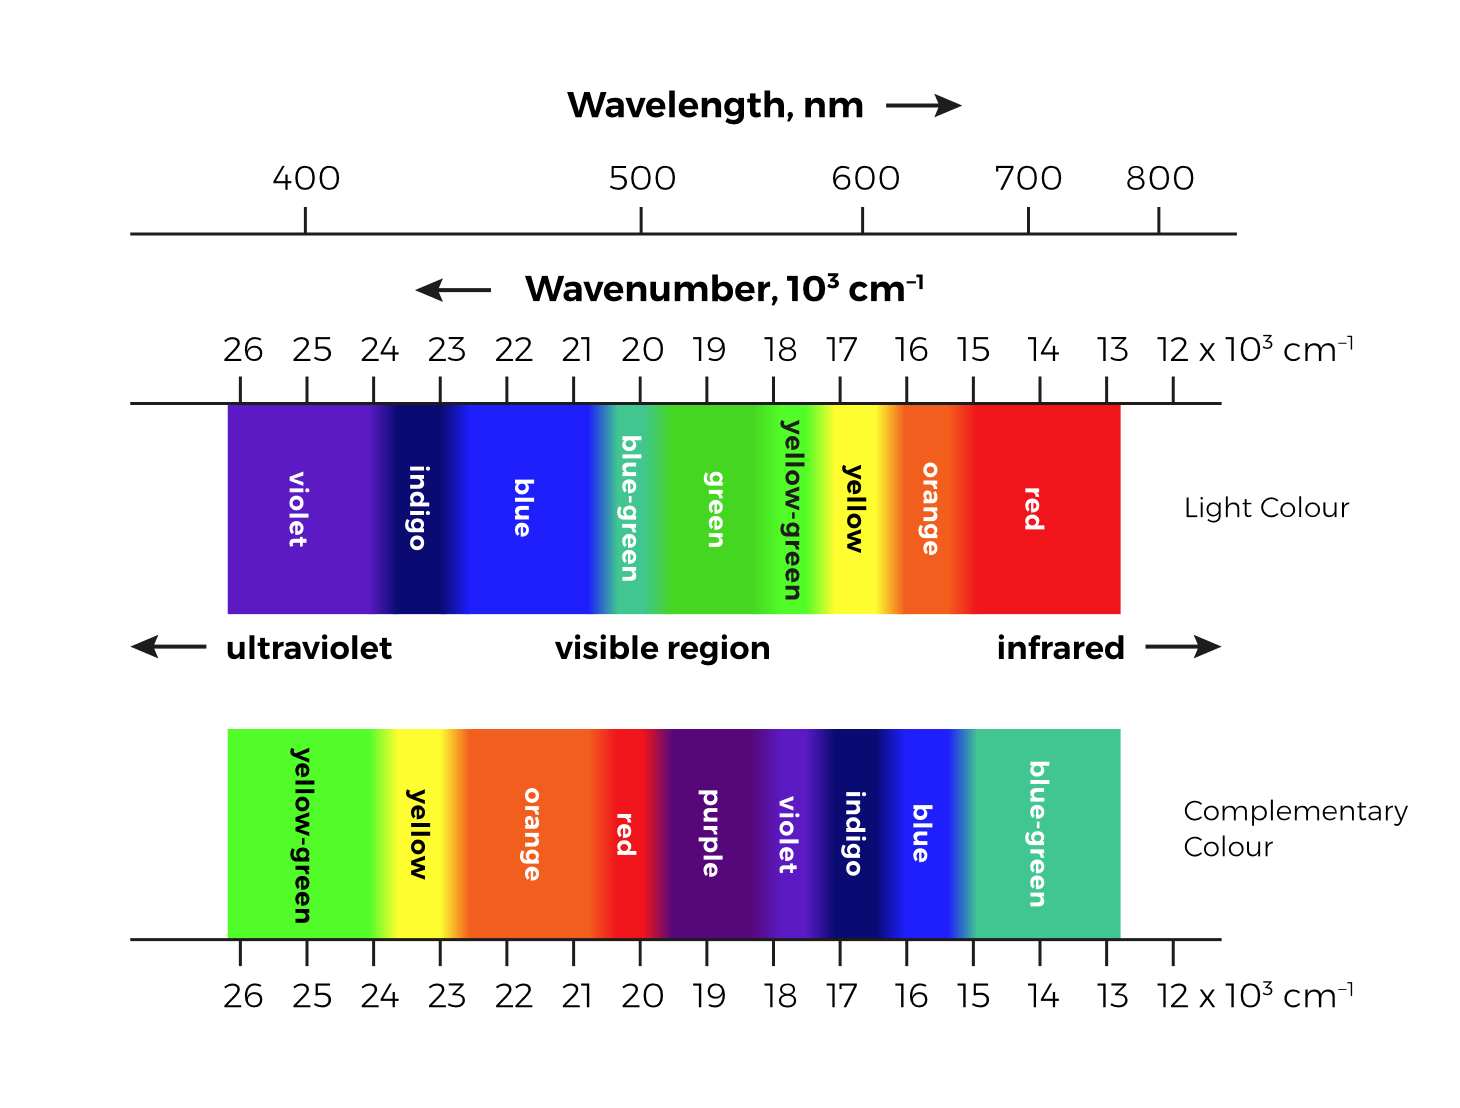 Wavelength, nm
400 500 600 700 800
Wavenumber, 10³ cm⁻¹
26 25 24 23 22 21 20 19 18 17 16 15 14 13 12 x 10³ cm⁻¹
violet
indigo
blue
blue-green
green
yellow-green
yellow
orange
red
Light Colour
ultraviolet visible region infrared
yellow-green
yellow
orange
red
purple
violet
indigo
blue
blue-green
Complementary
Colour
26 25 24 23 22 21 20 19 18 17 16 15 14 13 12 x 10³ cm⁻¹